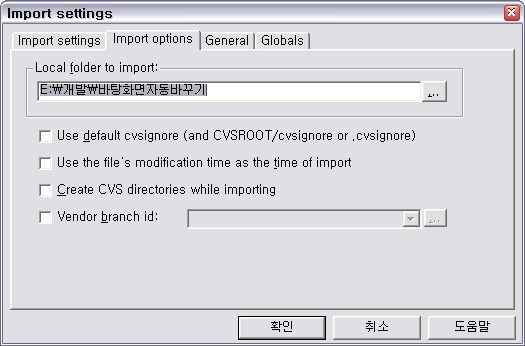 Import settings
Import settings Import options General Globals
Local folder to import:
E:₩개발₩바탕화면자동바꾸기
...
Use default cvsignore (and CVSROOT/cvsignore or .cvsignore)
Use the file's modification time as the time of import
Create CVS directories while importing
Vendor branch id:
...
확인 취소 도움말